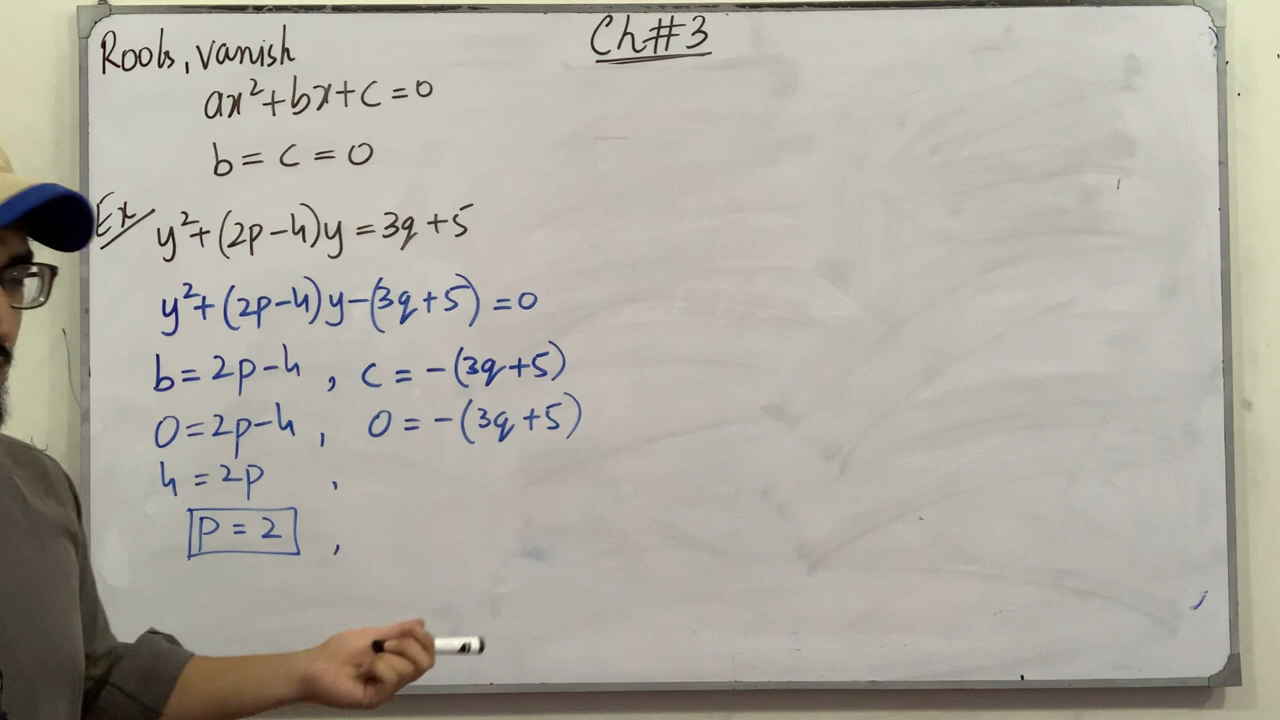 Ch#3
Roots, vanish
ax²+bx+c=0
b=c=0
Ex y²+(2p-4)y=3q+5
y²+(2p-4)y-(3q+5)=0
b=2p-4, c=-(3q+5)
0=2p-4, 0=-(3q+5)
4=2p ,
P=2 ,